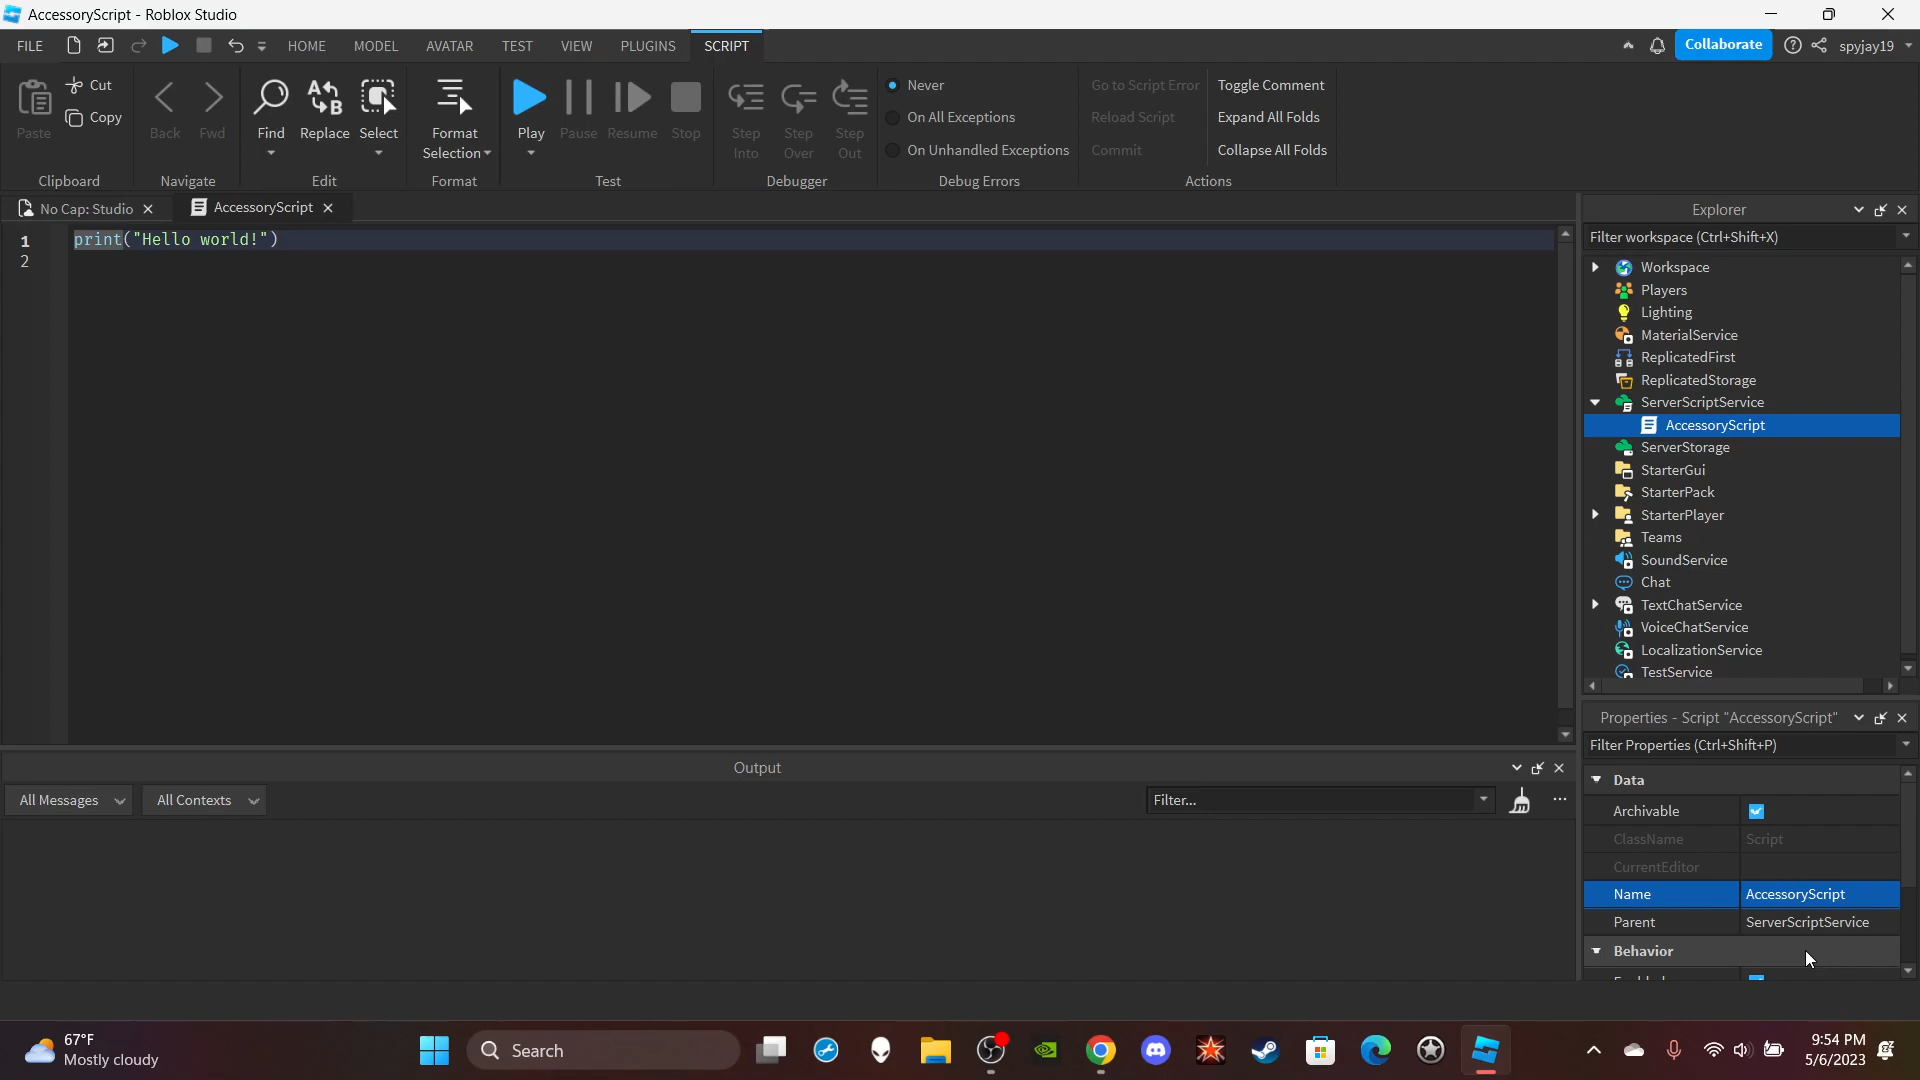 AccessoryScript - Roblox Studio
FILE HOME MODEL AVATAR TEST VIEW PLUGINS SCRIPT Collaborate spyjay19
Paste Cut Copy
Clipboard
Back Fwd
Navigate
Find Replace Select
Edit
Format
Selection
Format
Play Pause Resume Stop
Test
Step Into Step Over Step Out
Debugger
Never
On All Exceptions
On Unhandled Exceptions
Debug Errors
Go to Script Error
Reload Script
Commit
Toggle Comment
Expand All Folds
Collapse All Folds
Actions
No Cap: Studio AccessoryScript
1 print("Hello world!")
2
Explorer
Filter workspace (Ctrl+Shift+X)
Workspace
Players
Lighting
MaterialService
ReplicatedFirst
ReplicatedStorage
ServerScriptService
AccessoryScript
ServerStorage
StarterGui
StarterPack
StarterPlayer
Teams
SoundService
Chat
TextChatService
VoiceChatService
LocalizationService
TestService
Output
All Messages All Contexts Filter...
Properties - Script "AccessoryScript"
Filter Properties (Ctrl+Shift+P)
Data
Archivable
ClassName Script
CurrentEditor
Name AccessoryScript
Parent ServerScriptService
Behavior
67°F
Mostly cloudy
Search
9:54 PM
5/6/2023